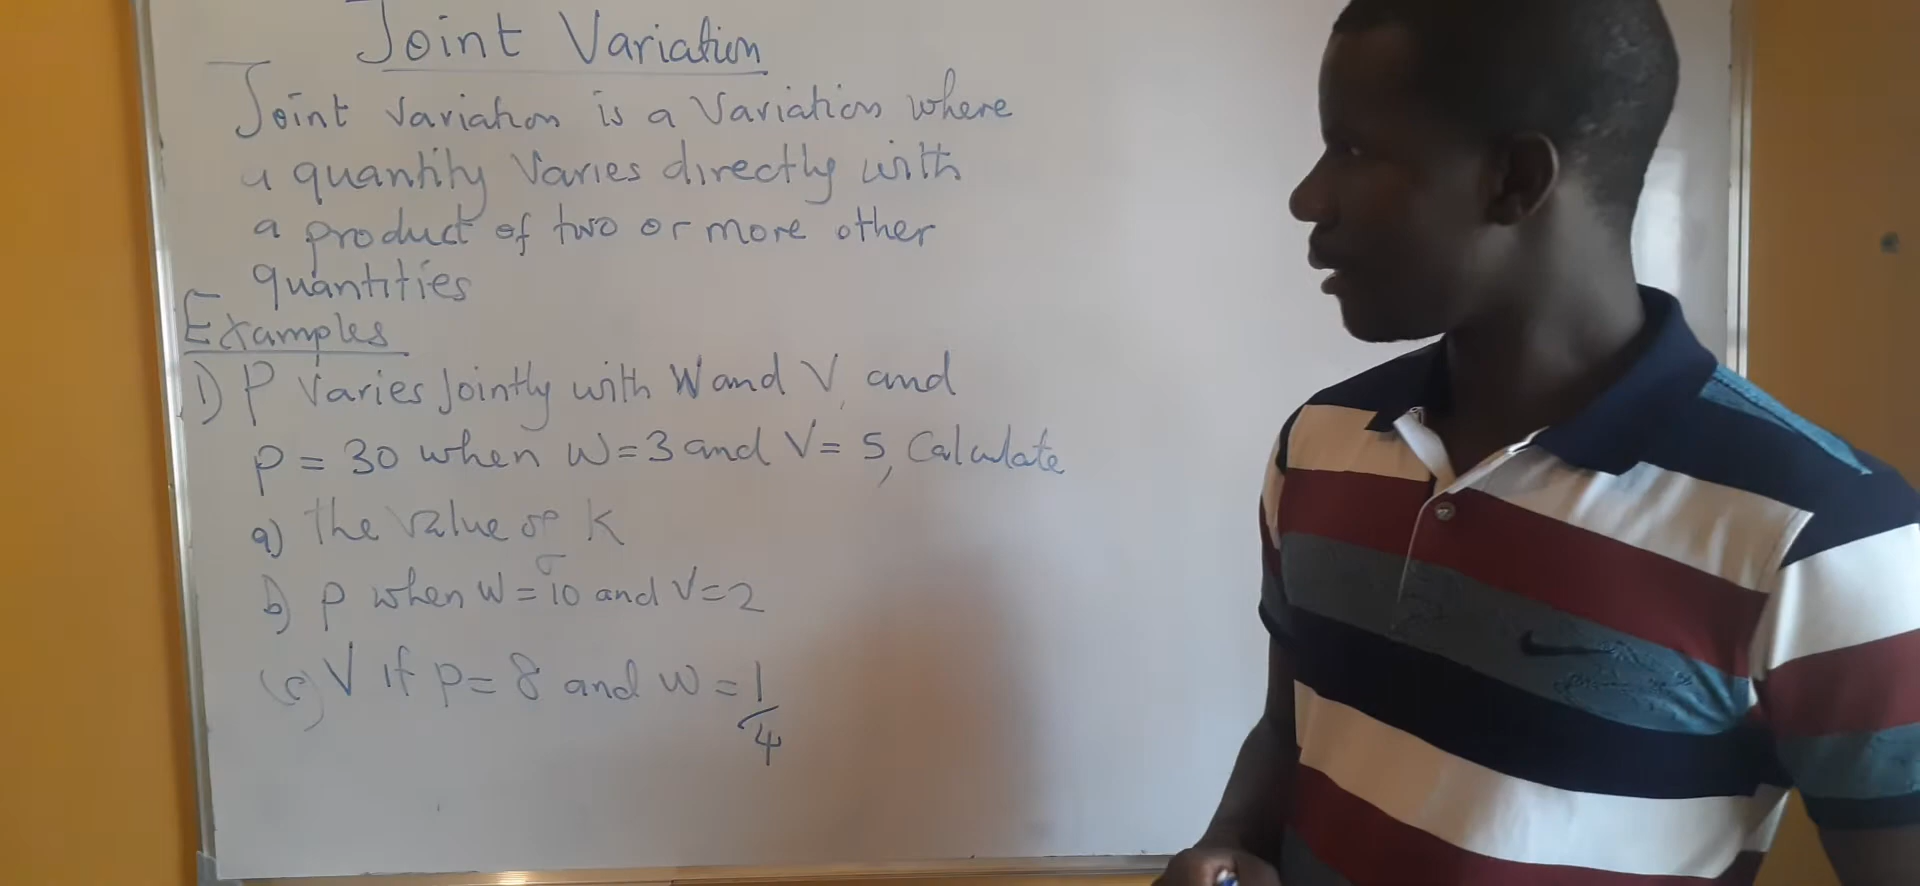 Joint Variation
Joint variation is a variation where
a quantity varies directly with
a product of two or more other
quantities
Examples
1) P varies jointly with W and V, and
P = 30 when W = 3 and V = 5, Calculate
a) The value of K
b) P when W = 10 and V = 2
(c) V if P = 8 and W = 1/4